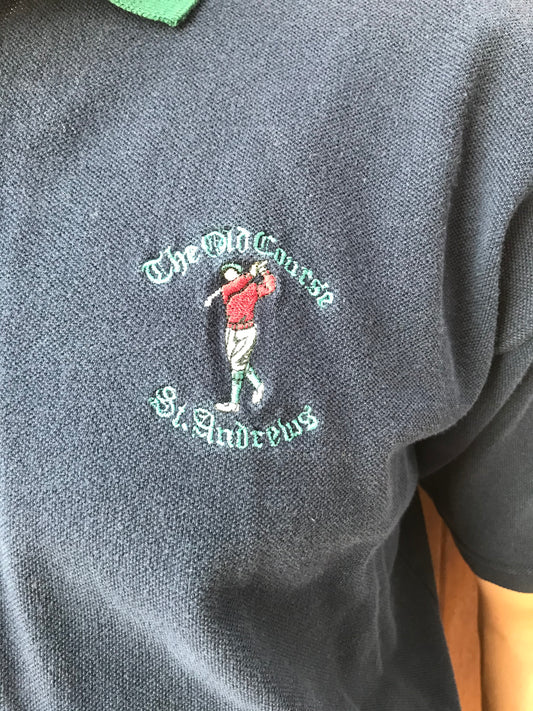 The Old Course
St. Andrews